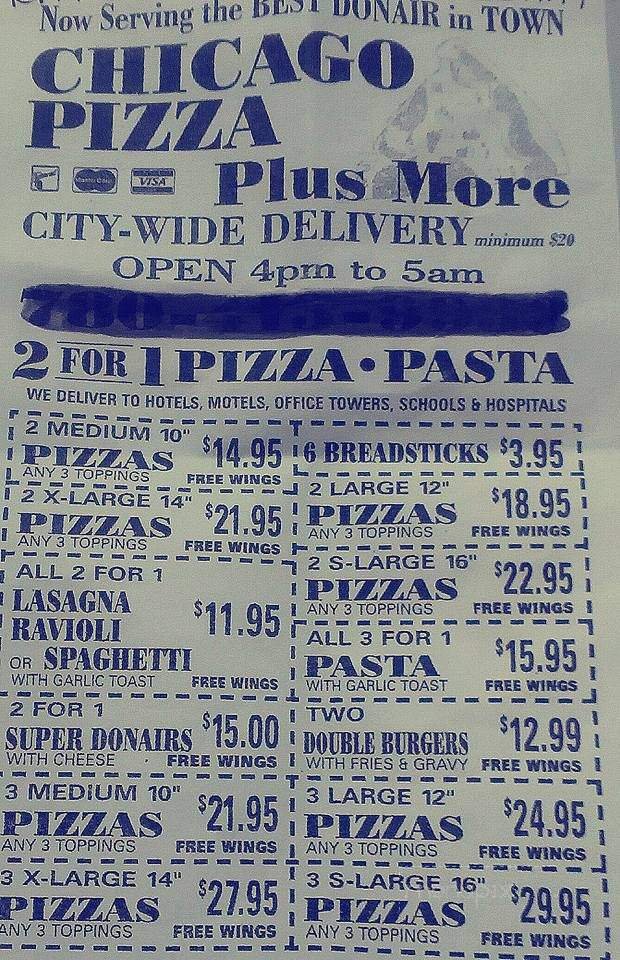 Now Serving the BEST DONAIR in TOWN
CHICAGO
PIZZA
Plus More
VISA
CITY-WIDE DELIVERY minimum $20
OPEN 4pm to 5am
2 FOR 1 PIZZA • PASTA
WE DELIVER TO HOTELS, MOTELS, OFFICE TOWERS, SCHOOLS & HOSPITALS
2 MEDIUM 10"
PIZZAS $14.95
ANY 3 TOPPINGS FREE WINGS
6 BREADSTICKS $3.95
2 X-LARGE 14"
PIZZAS $21.95
ANY 3 TOPPINGS FREE WINGS
2 LARGE 12"
PIZZAS $18.95
ANY 3 TOPPINGS FREE WINGS
ALL 2 FOR 1
LASAGNA
RAVIOLI $11.95
OR SPAGHETTI
WITH GARLIC TOAST FREE WINGS
2 S-LARGE 16"
PIZZAS $22.95
ANY 3 TOPPINGS FREE WINGS
ALL 3 FOR 1
PASTA $15.95
WITH GARLIC TOAST FREE WINGS
2 FOR 1
SUPER DONAIRS $15.00
WITH CHEESE FREE WINGS
TWO
DOUBLE BURGERS $12.99
WITH FRIES & GRAVY FREE WINGS
3 MEDIUM 10"
PIZZAS $21.95
ANY 3 TOPPINGS FREE WINGS
3 LARGE 12"
PIZZAS $24.95
ANY 3 TOPPINGS FREE WINGS
3 X-LARGE 14"
PIZZAS $27.95
ANY 3 TOPPINGS FREE WINGS
3 S-LARGE 16"
PIZZAS $29.95
ANY 3 TOPPINGS FREE WINGS